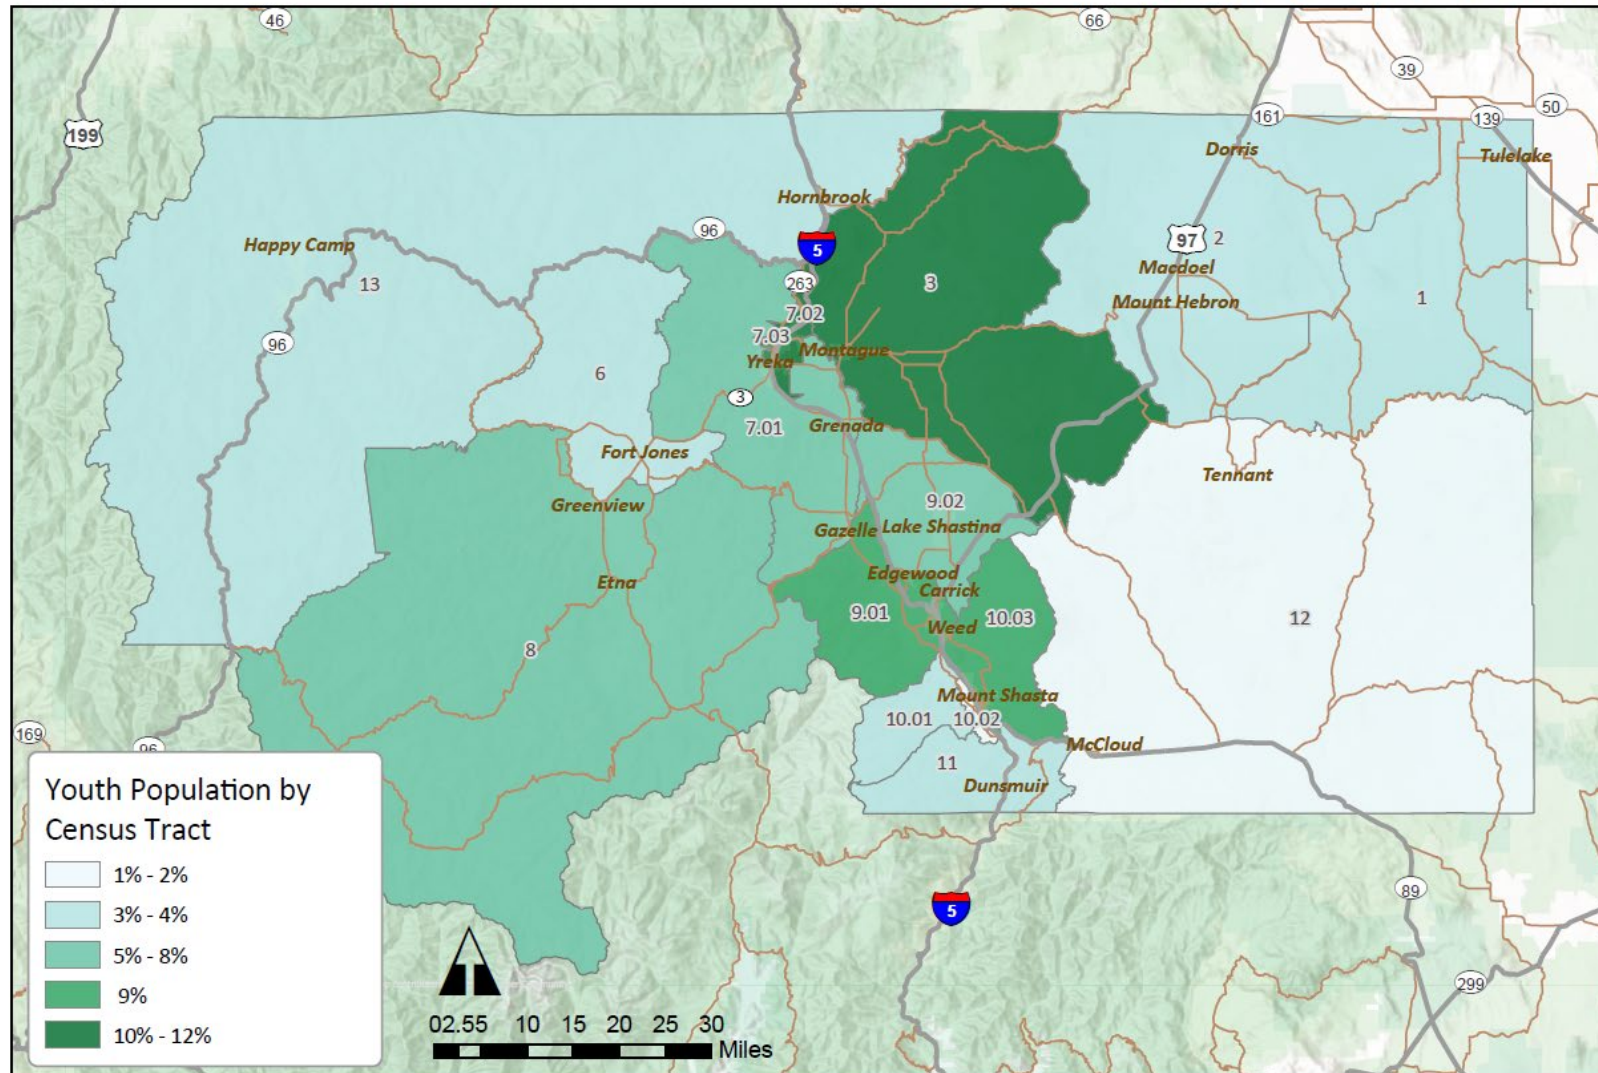 46
66
39
50
199
161
139
Dorris
Tulelake
Hornbrook
96
Happy Camp
5
97
2
Macdoel
13
263
3
Mount Hebron
1
7.02
7.03
96
Yreka
Montague
6
3
7.01
Grenada
Fort Jones
Tennant
Greenview
9.02
Gazelle
Lake Shastina
Edgewood
Etna
Carrick
9.01
10.03
12
Weed
8
Mount Shasta
10.01
10.02
169
96
McCloud
11
Dunsmuir
Youth Population by
Census Tract
1% - 2%
3% - 4%
5% - 8%
9%
10% - 12%
89
5
299
02.55 10 15 20 25 30
Miles